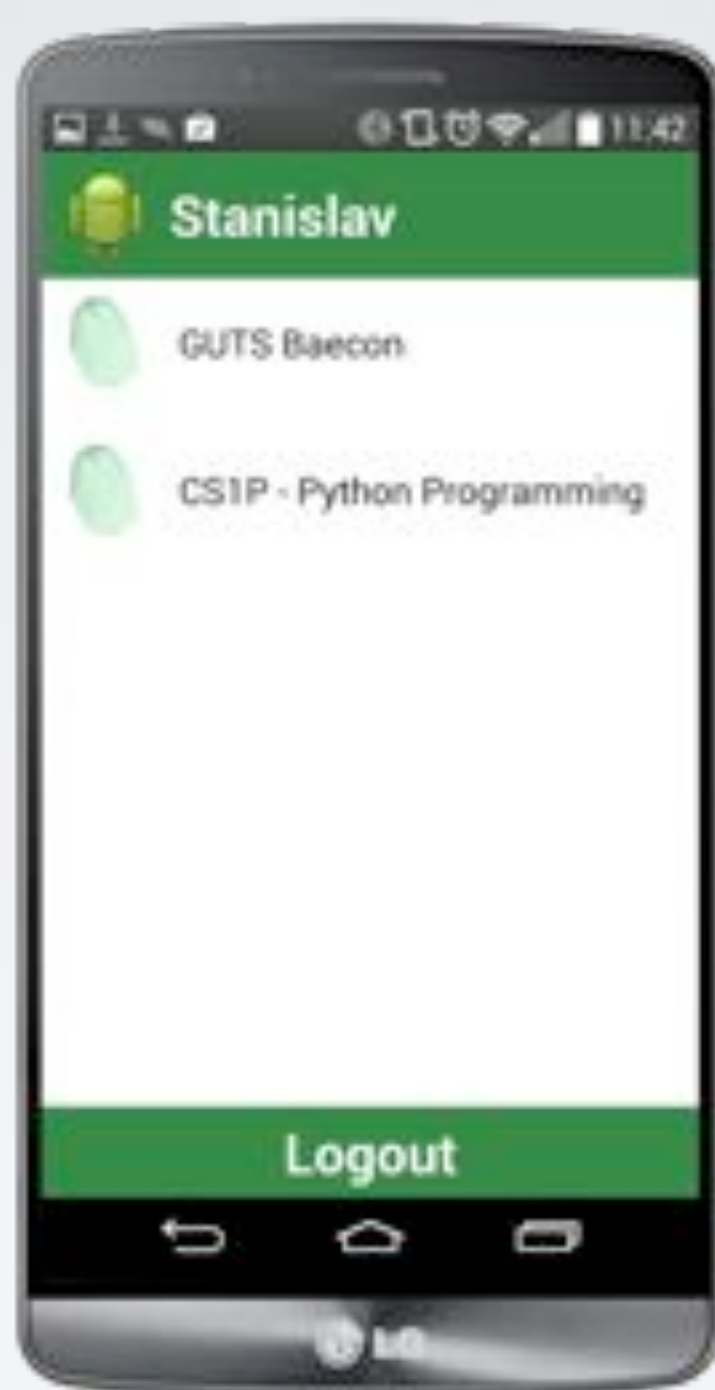 11:42
Stanislav
GUTS Baecon
CS1P - Python Programming
Logout
LG